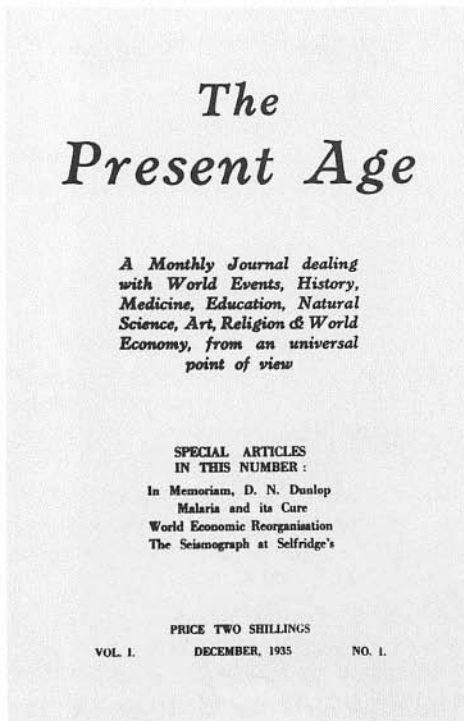 The
Present Age
A Monthly Journal dealing
with World Events, History,
Medicine, Education, Natural
Science, Art, Religion & World
Economy, from an universal
point of view
SPECIAL ARTICLES
IN THIS NUMBER :
In Memoriam, D. N. Dunlop
Malaria and its Cure
World Economic Reorganisation
The Seismograph at Selfridge's
PRICE TWO SHILLINGS
VOL. I. DECEMBER, 1935 NO. 1.